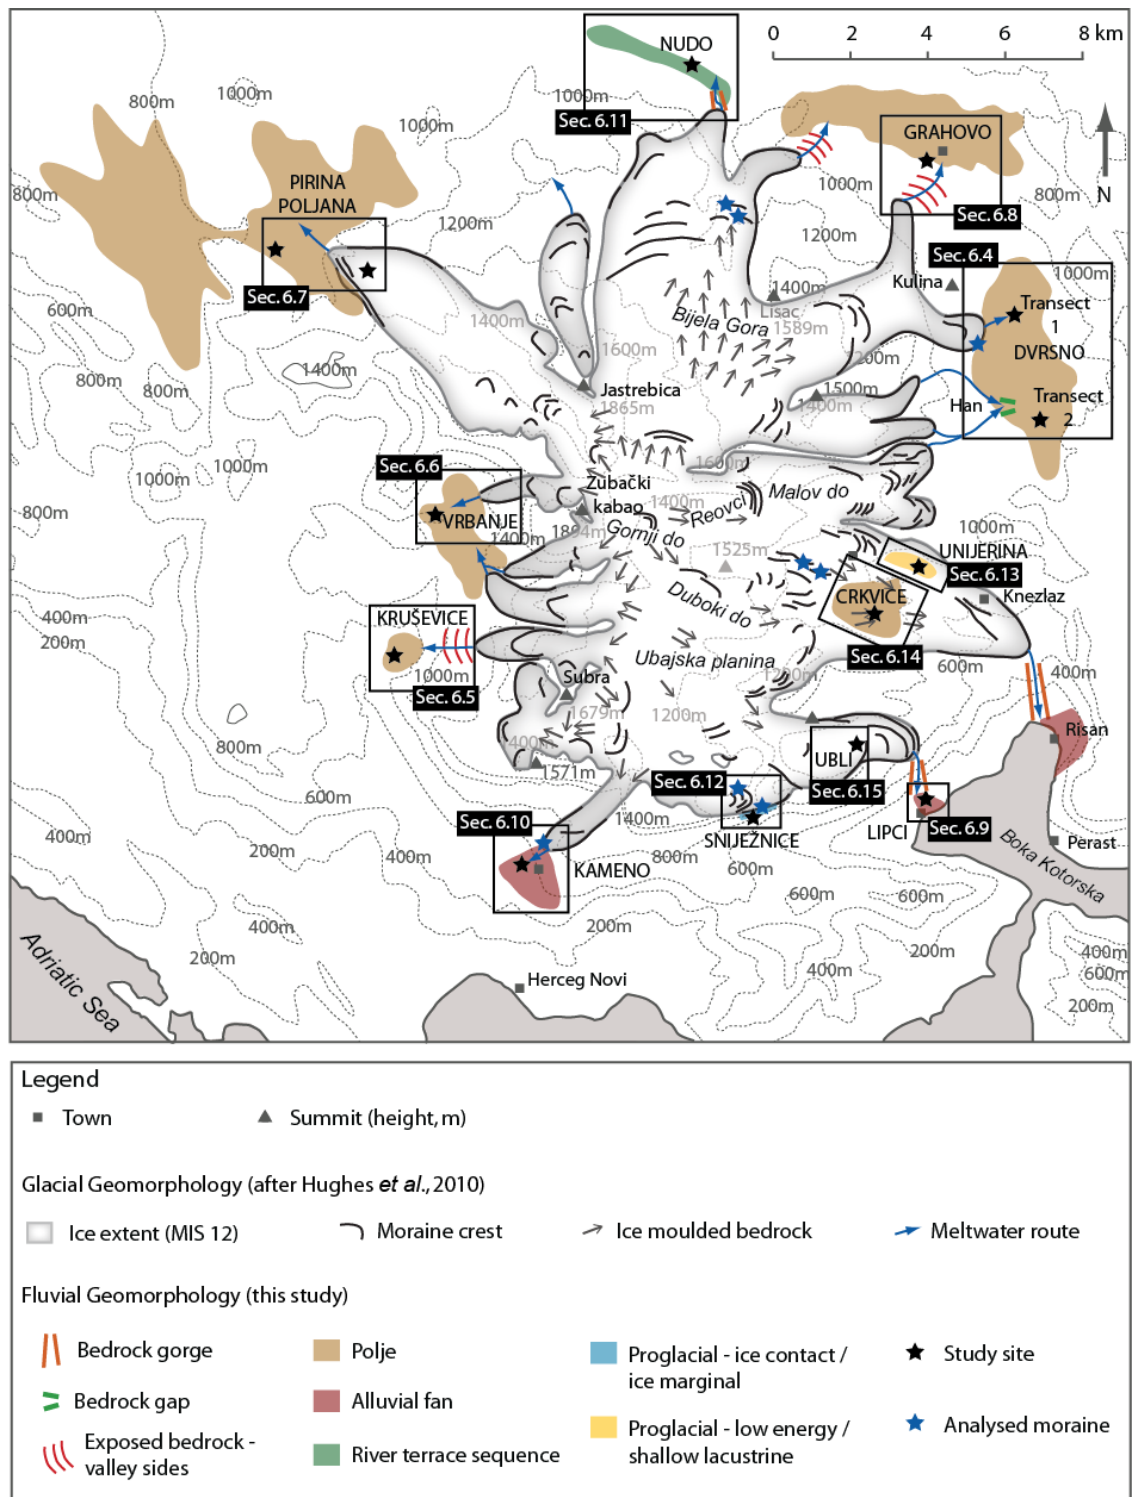 0 2 4 6 8 km
NUDO
1000m
Sec. 6.11
800m
1000m
1000m
GRAHOVO
N
1000m
800m
Sec. 6.8
800m
PIRINA
POLJANA
1200m
1200m
Sec. 6.4
Kulina
1000m
Sec. 6.7
1400m
Lisac
1589m
Transect
1
600m
1400m
Bijela Gora
DVRSNO
1600m
1200m
1400m
800m
800m
Jastrebica
1865m
1500m
1400m
Han
Transect
2
Sec. 6.6
1000m
1000m
1600m
Zubački
kabao
1894m
1400m
Reovci
Malov do
800m
VRBANJE
1400m
Gornji do
1000m
1525m
UNIJERINA
Sec. 6.13
Knezlaz
CRKVICE
Duboki do
400m
200m
KRUŠEVICE
Sec. 6.14
600m
400m
1000m
Sec. 6.5
Ubajska planina
1200m
Subra
1679m
1200m
Risan
800m
400m
1571m
UBLI
Sec. 6.12
Sec. 6.15
600m
Sec. 6.10
1400m
SNIJEŽNICE
LIPCI
Sec. 6.9
Perast
400m
200m
400m
800m
600m
KAMENO
600m
600m
Boka Kotorska
400m
200m
200m
200m
400m
400m
600m
200m
Adriatic Sea
Herceg Novi
Legend
Town
Summit (height, m)
Glacial Geomorphology (after Hughes et al., 2010)
Ice extent (MIS 12)
Moraine crest
Ice moulded bedrock
Meltwater route
Fluvial Geomorphology (this study)
Bedrock gorge
Polje
Proglacial - ice contact /
ice marginal
Study site
Bedrock gap
Alluvial fan
Proglacial - low energy /
shallow lacustrine
Analysed moraine
Exposed bedrock -
valley sides
River terrace sequence